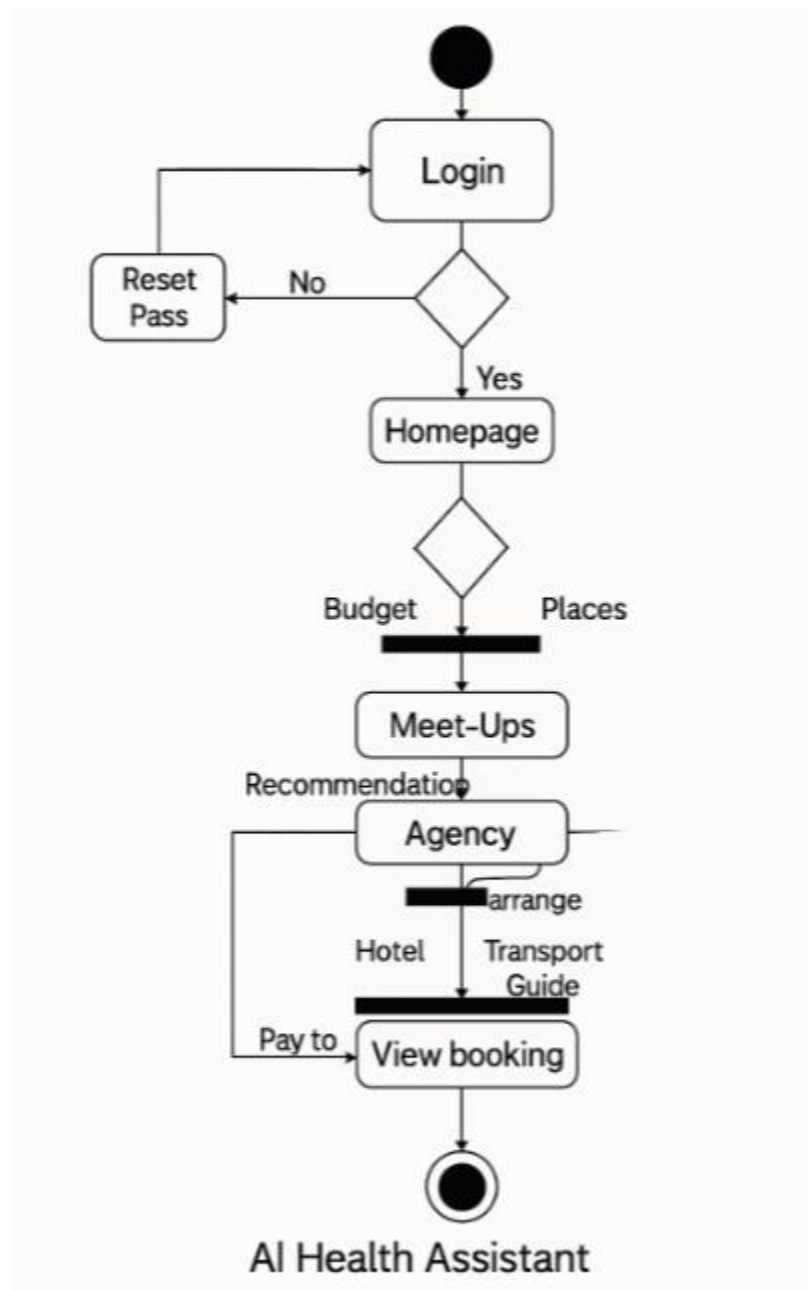 Login
Reset
Pass
No
Yes
Homepage
Budget
Places
Meet-Ups
Recommendation
Agency
arrange
Hotel
Transport
Guide
Pay to
View booking
AI Health Assistant